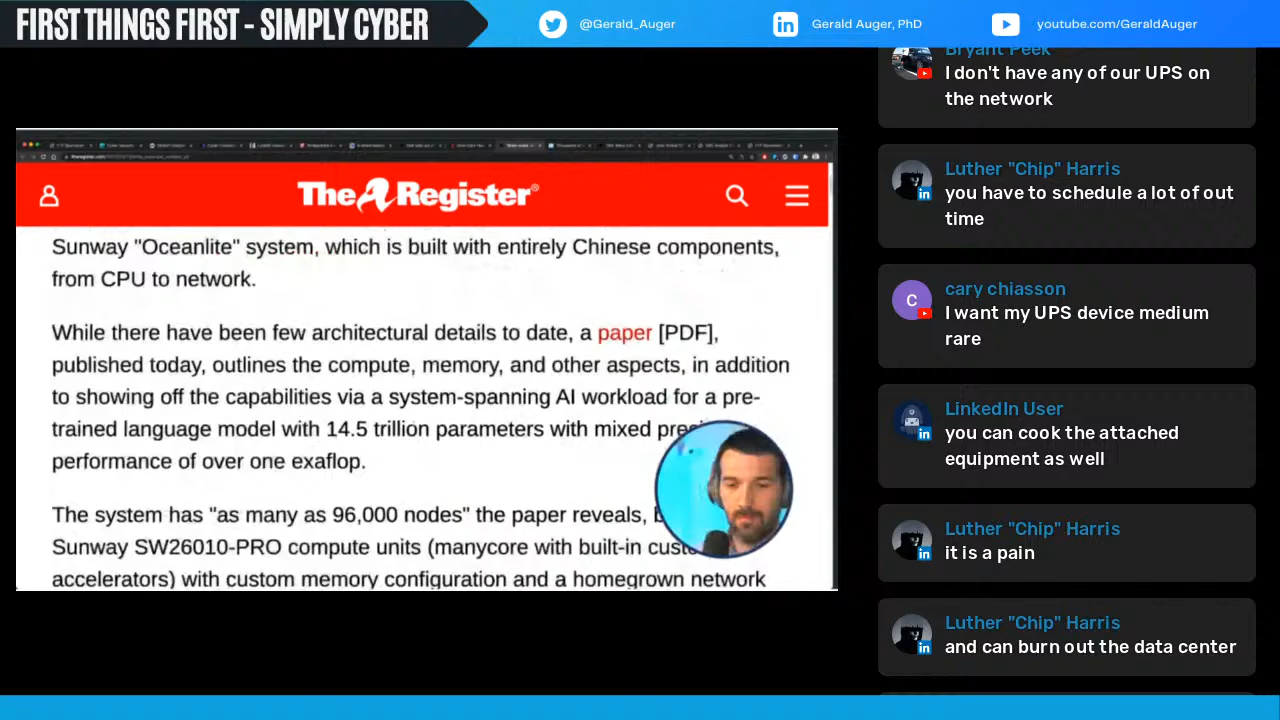 FIRST THINGS FIRST - SIMPLY CYBER
@Gerald_Auger
Gerald Auger, PhD
youtube.com/GeraldAuger
The Register®
Sunway "Oceanlite" system, which is built with entirely Chinese components,
from CPU to network.
While there have been few architectural details to date, a paper [PDF],
published today, outlines the compute, memory, and other aspects, in addition
to showing off the capabilities via a system-spanning AI workload for a pre-
trained language model with 14.5 trillion parameters with mixed
performance of over one exaflop.
The system has "as many as 96,000 nodes" the paper reveals,
Sunway SW26010-PRO compute units (manycore with built-in
accelerators) with custom memory configuration and a homegrown network
Bryant Peek
I don't have any of our UPS on
the network
Luther "Chip" Harris
you have to schedule a lot of out
time
C
cary chiasson
I want my UPS device medium
rare
LinkedIn User
you can cook the attached
equipment as well
Luther "Chip" Harris
it is a pain
Luther "Chip" Harris
and can burn out the data center